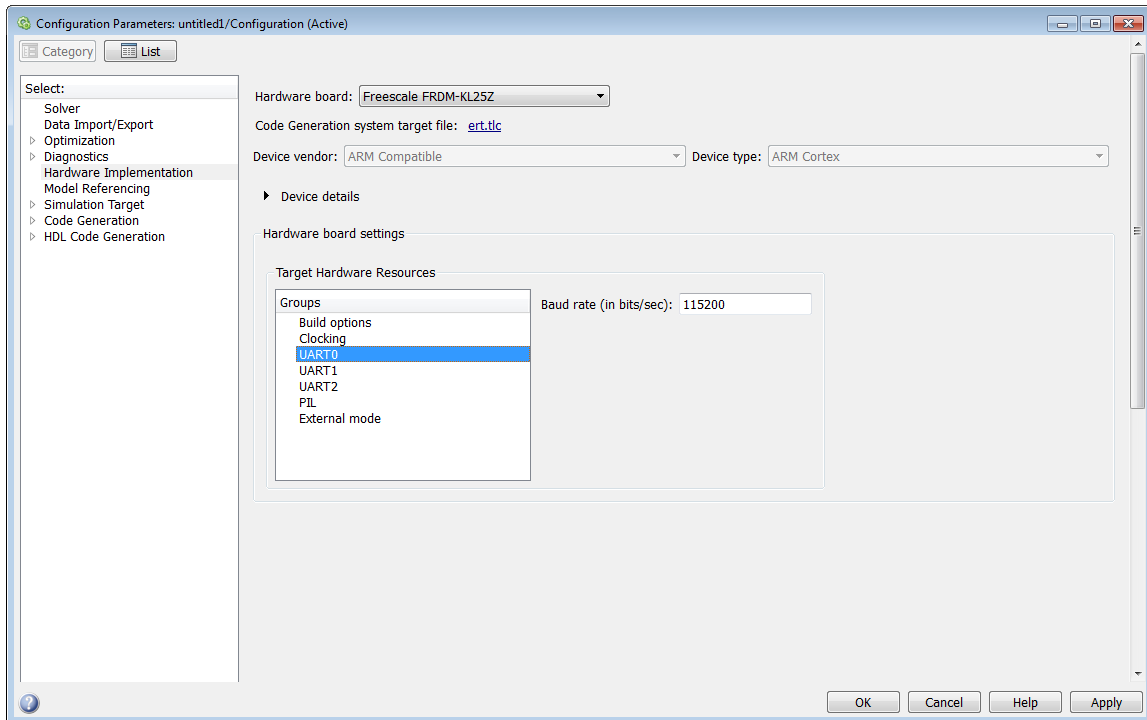 Configuration Parameters: untitled1/Configuration (Active)
Category List
Select:
Solver
Data Import/Export
Optimization
Diagnostics
Hardware Implementation
Model Referencing
Simulation Target
Code Generation
HDL Code Generation
Hardware board: Freescale FRDM-KL25Z
Code Generation system target file: ert.tlc
Device vendor: ARM Compatible Device type: ARM Cortex
Device details
Hardware board settings
Target Hardware Resources
Groups
Build options
Clocking
UART0
UART1
UART2
PIL
External mode
Baud rate (in bits/sec): 115200
OK Cancel Help Apply